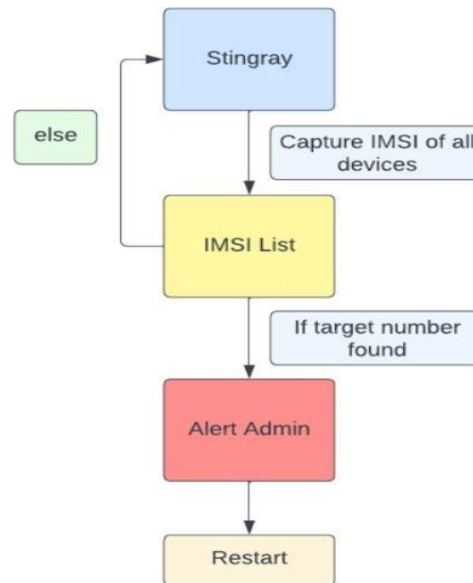 Stingray
else
Capture IMSI of all
devices
IMSI List
If target number
found
Alert Admin
Restart